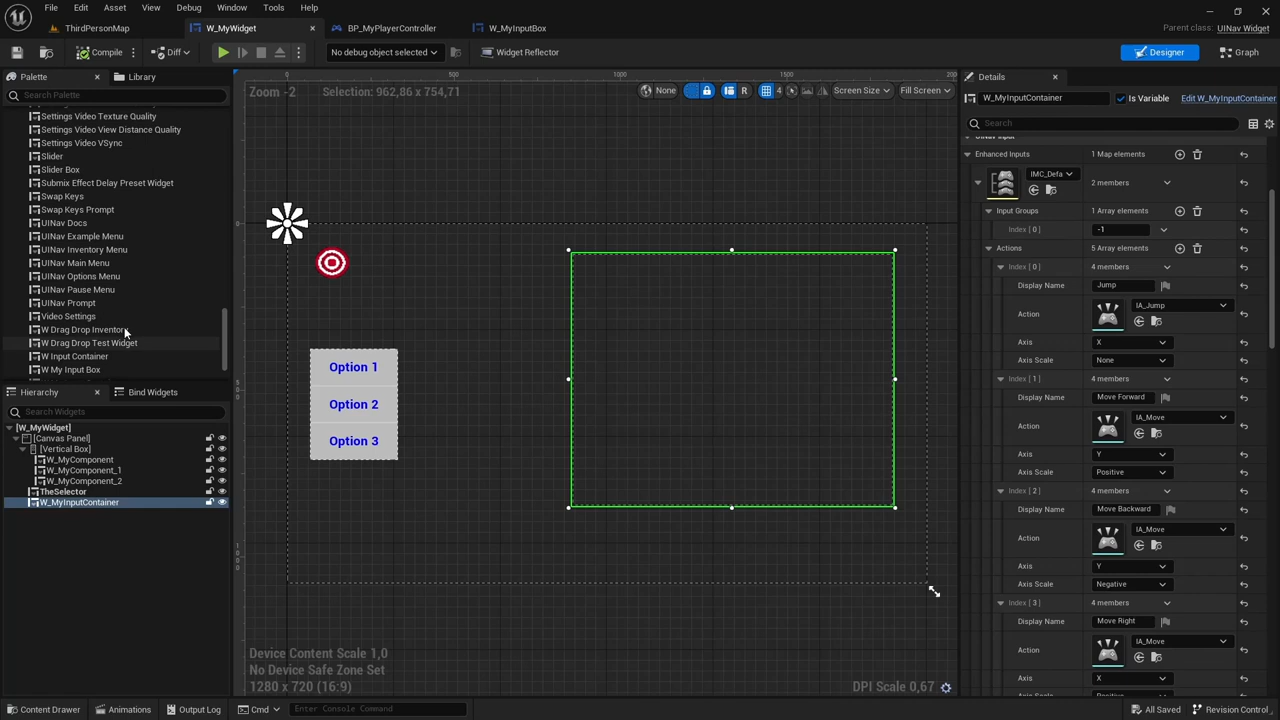 File Edit Asset View Debug Window Tools Help
ThirdPersonMap W_MyWidget BP_MyPlayerController W_MyInputBox
Parent class: UINav Widget
Compile Diff No debug object selected Widget Reflector Designer Graph
Palette Library
Search Palette
Settings Video Texture Quality
Settings Video View Distance Quality
Settings Video VSync
Slider
Slider Box
Submix Effect Delay Preset Widget
Swap Keys
Swap Keys Prompt
UINav Docs
UINav Example Menu
UINav Inventory Menu
UINav Main Menu
UINav Options Menu
UINav Pause Menu
UINav Prompt
Video Settings
W Drag Drop Inventory
W Drag Drop Test Widget
W Input Container
W My Input Box
Hierarchy Bind Widgets
Search Widgets
[W_MyWidget]
[Canvas Panel]
[Vertical Box]
W_MyComponent
W_MyComponent_1
W_MyComponent_2
TheSelector
W_MyInputContainer
0 500 1000 1500 200
Zoom -2 Selection: 962,86 x 754,71
None R 4 Screen Size Fill Screen
Option 1
Option 2
Option 3
Device Content Scale 1,0
No Device Safe Zone Set
1280 x 720 (16:9)
DPI Scale 0,67
Details
W_MyInputContainer Is Variable Edit W_MyInputContainer
Search
Enhanced Inputs 1 Map elements
IMC_Defa
2 members
Input Groups 1 Array elements
Index [ 0 ] -1
Actions 5 Array elements
Index [ 0 ] 4 members
Display Name Jump
Action IA_Jump
Axis X
Axis Scale None
Index [ 1 ] 4 members
Display Name Move Forward
Action IA_Move
Axis Y
Axis Scale Positive
Index [ 2 ] 4 members
Display Name Move Backward
Action IA_Move
Axis Y
Axis Scale Negative
Index [ 3 ] 4 members
Display Name Move Right
Action IA_Move
Axis X
Content Drawer Animations Output Log Cmd Enter Console Command All Saved Revision Control